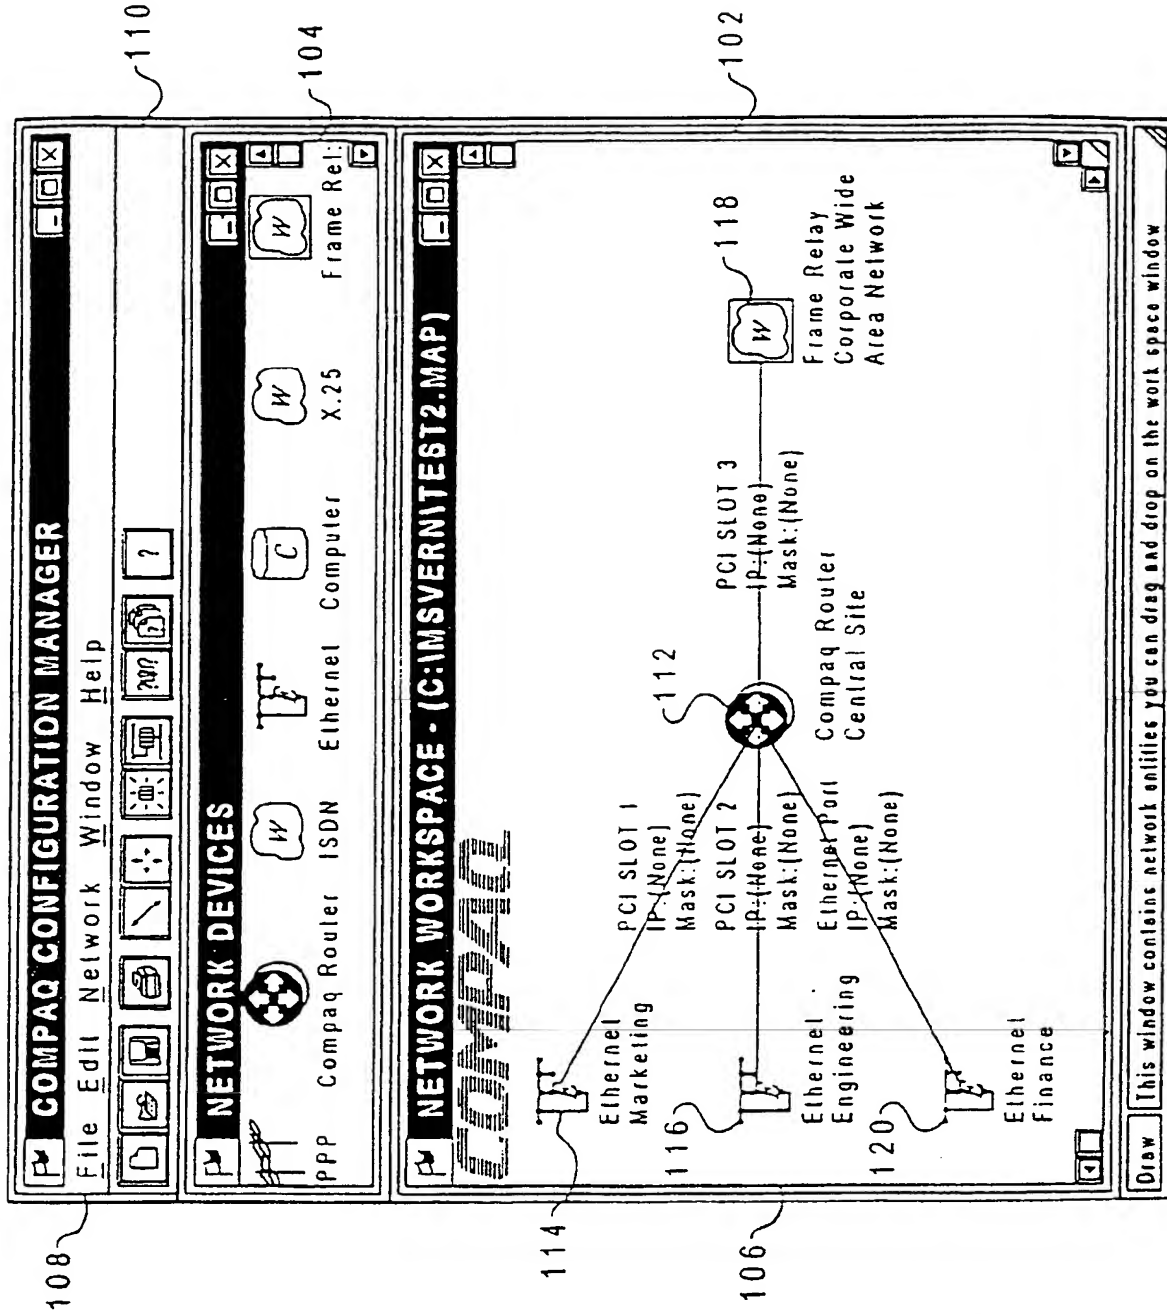 108
110
COMPAQ CONFIGURATION MANAGER
File Edit Network Window Help
?
NETWORK DEVICES
104
PPP
Compaq Router
W
ISDN
E
Ethernet
C
Computer
W
X.25
W
Frame Rel:
102
NETWORK WORKSPACE - (C:\MSVERN\TEST2.MAP)
COMPAQ
114
E
Ethernet
Marketing
PCI SLOT 1
IP:(None)
Mask:(None)
112
PCI SLOT 3
IP:(None)
Mask:(None)
118
W
Frame Relay
Corporate Wide
Area Network
116
E
Ethernet
Engineering
PCI SLOT 2
IP:(None)
Mask:(None)
Compaq Router
Central Site
120
E
Ethernet
Finance
Ethernet Port
IP:(None)
Mask:(None)
106
Draw
This window contains network entities you can drag and drop on the work space window